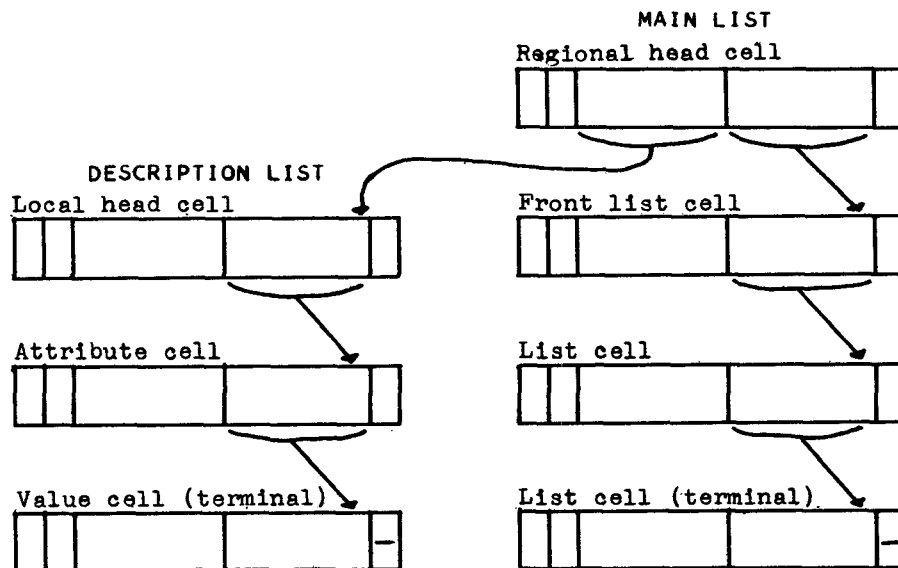 MAIN LIST
Regional head cell
DESCRIPTION LIST
Local head cell
Front list cell
Attribute cell
List cell
Value cell (terminal)
List cell (terminal)
—
—